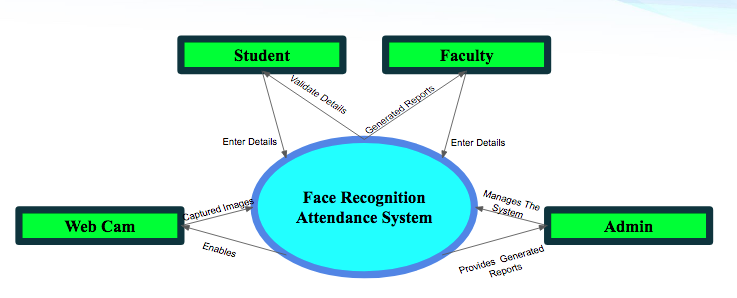 Student
Faculty
Validate Details
Generated Reports
Enter Details
Enter Details
Face Recognition
Attendance System
Captured Images
Manages The
System
Web Cam
Admin
Enables
Provides Generated
Reports